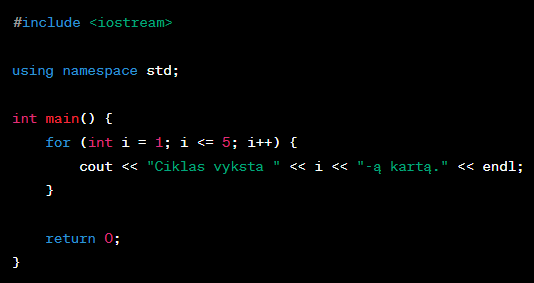 #include <iostream>
using namespace std;
int main() {
for (int i = 1; i <= 5; i++) {
cout << "Ciklas vyksta " << i << "-ą kartą." << endl;
}
return 0;
}